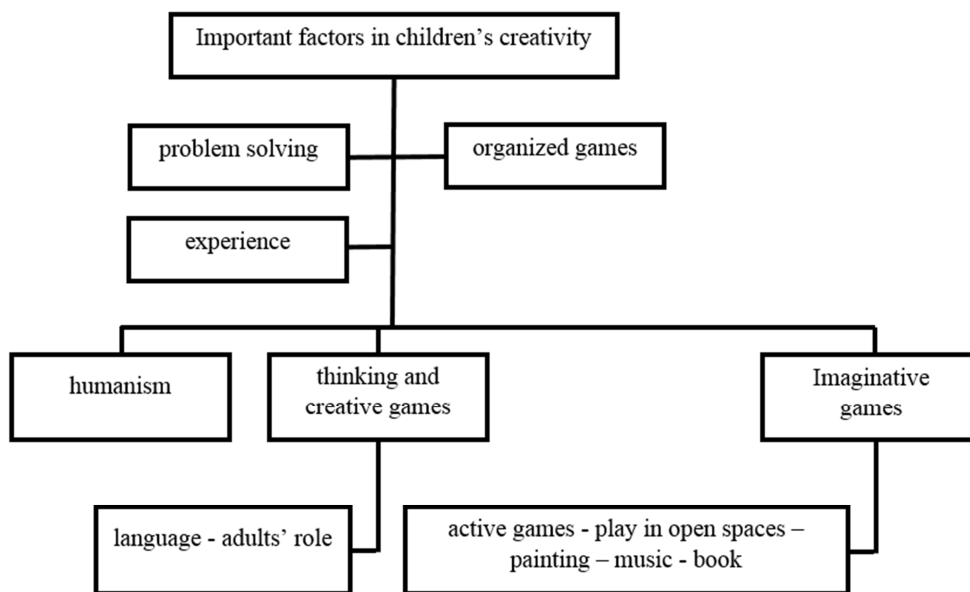 Important factors in children’s creativity
problem solving
organized games
experience
humanism
thinking and
creative games
Imaginative
games
language - adults’ role
active games - play in open spaces –
painting – music - book